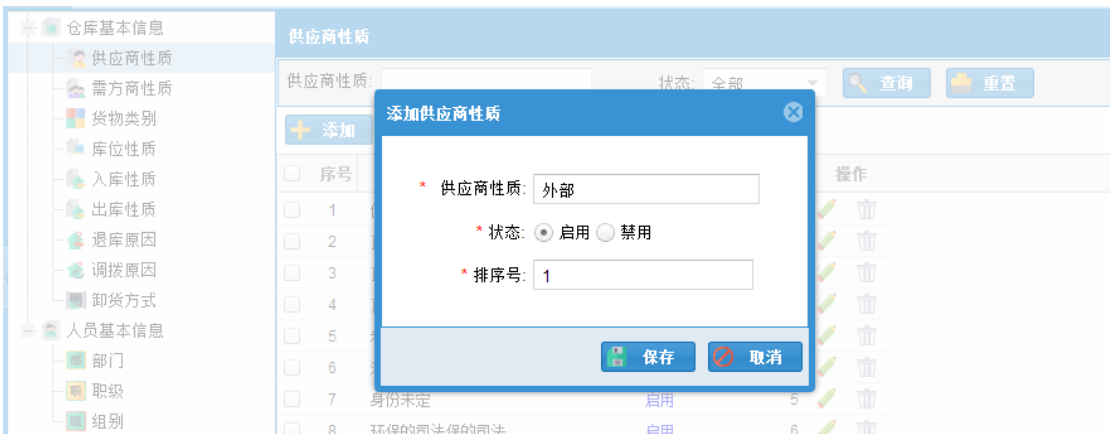 仓库基本信息
供应商性质
需方商性质
货物类别
库位性质
入库性质
出库性质
退库原因
调拨原因
卸货方式
人员基本信息
部门
职级
组别
供应商性质
供应商性质: 状态: 全部 查询 重置
添加
序号 操作
1
2
3
4
5
6
7 身份未定 启用 5
8 环保的司法保的司法 启用 6
添加供应商性质
* 供应商性质: 外部
* 状态: 启用 禁用
* 排序号: 1
保存 取消